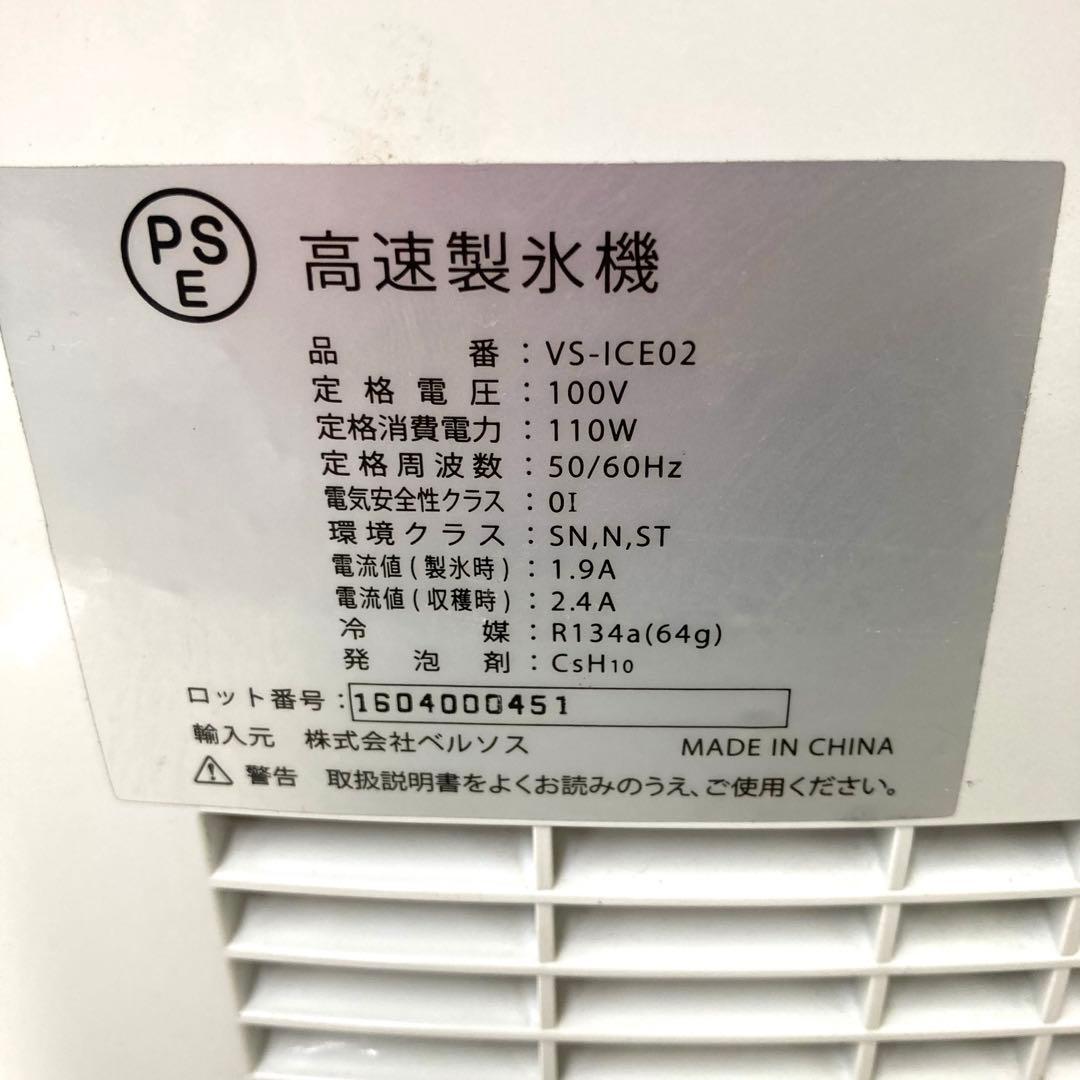 PSE 高速製氷機
品番：VS-ICE02
定格電圧：100V
定格消費電力：110W
定格周波数：50/60Hz
電気安全性クラス：0I
環境クラス：SN,N,ST
電流値(製氷時)：1.9A
電流値(収穫時)：2.4A
冷媒：R134a(64g)
発泡剤：CsH10
ロット番号：1604000451
輸入元 株式会社ベルソス MADE IN CHINA
警告 取扱説明書をよくお読みのうえ、ご使用ください。